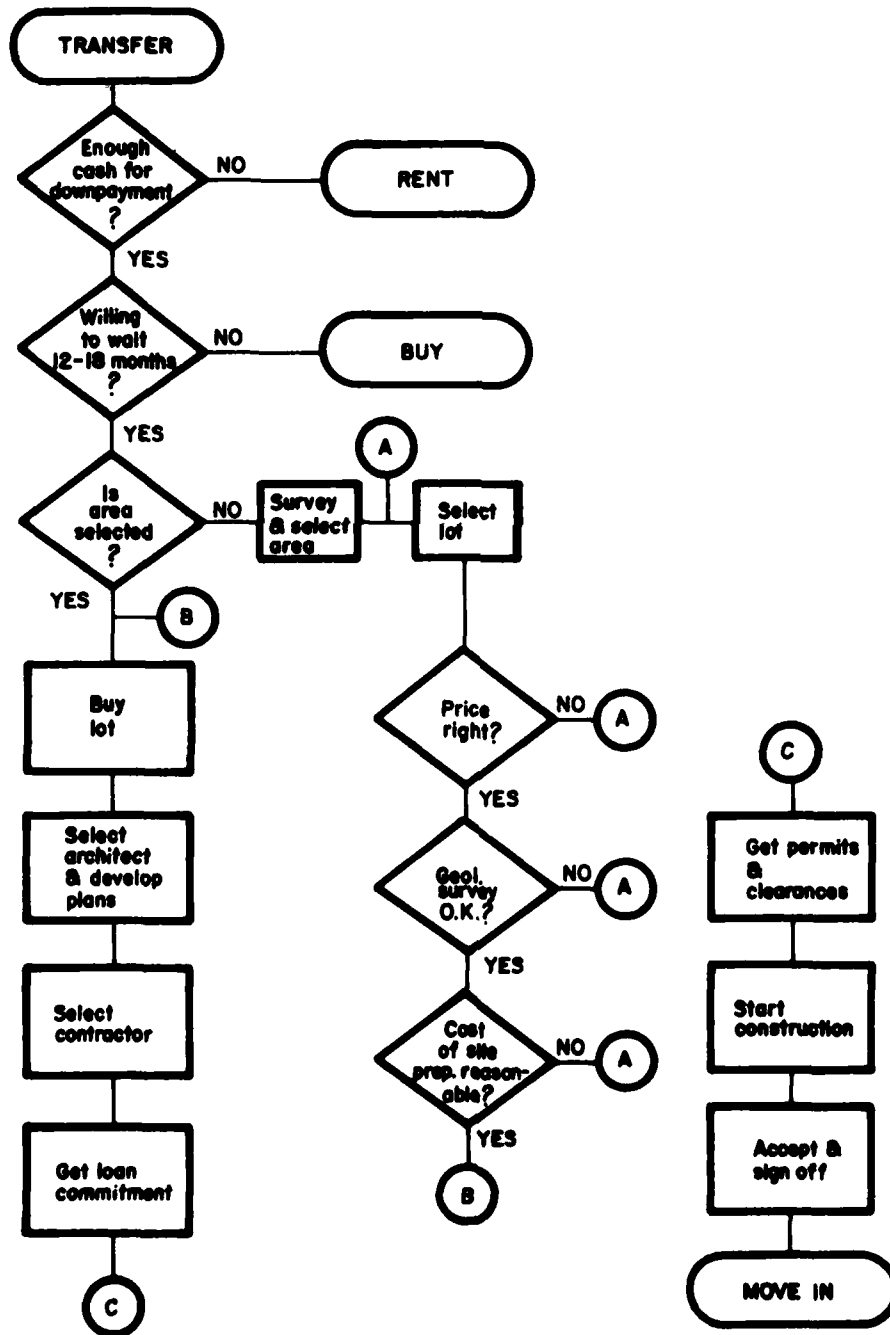 TRANSFER
Enough
cash for
downpayment
?
NO
RENT
YES
Willing
to wait
12-18 months
?
NO
BUY
YES
A
Is
area
selected
?
NO
Survey
& select
area
Select
lot
YES
B
Buy
lot
Select
architect
& develop
plans
Select
contractor
Get loan
commitment
C
Price
right?
NO
A
YES
Geol.
survey
O.K.?
NO
A
YES
Cost
of site
prep. reason-
able?
NO
A
YES
B
C
Get permits
&
clearances
Start
construction
Accept &
sign off
MOVE IN